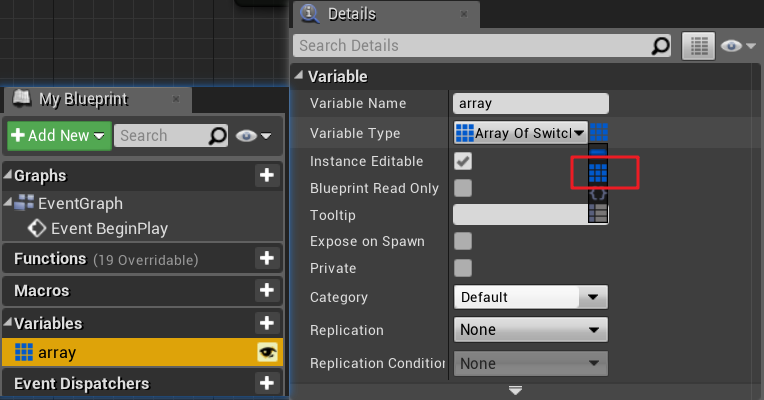 My Blueprint
Add New
Search
Graphs
EventGraph
Event BeginPlay
Functions (19 Overridable)
Macros
Variables
array
Event Dispatchers
Details
Search Details
Variable
Variable Name array
Variable Type Array Of Switcl
Instance Editable
Blueprint Read Only
Tooltip
Expose on Spawn
Private
Category Default
Replication None
Replication Condition None